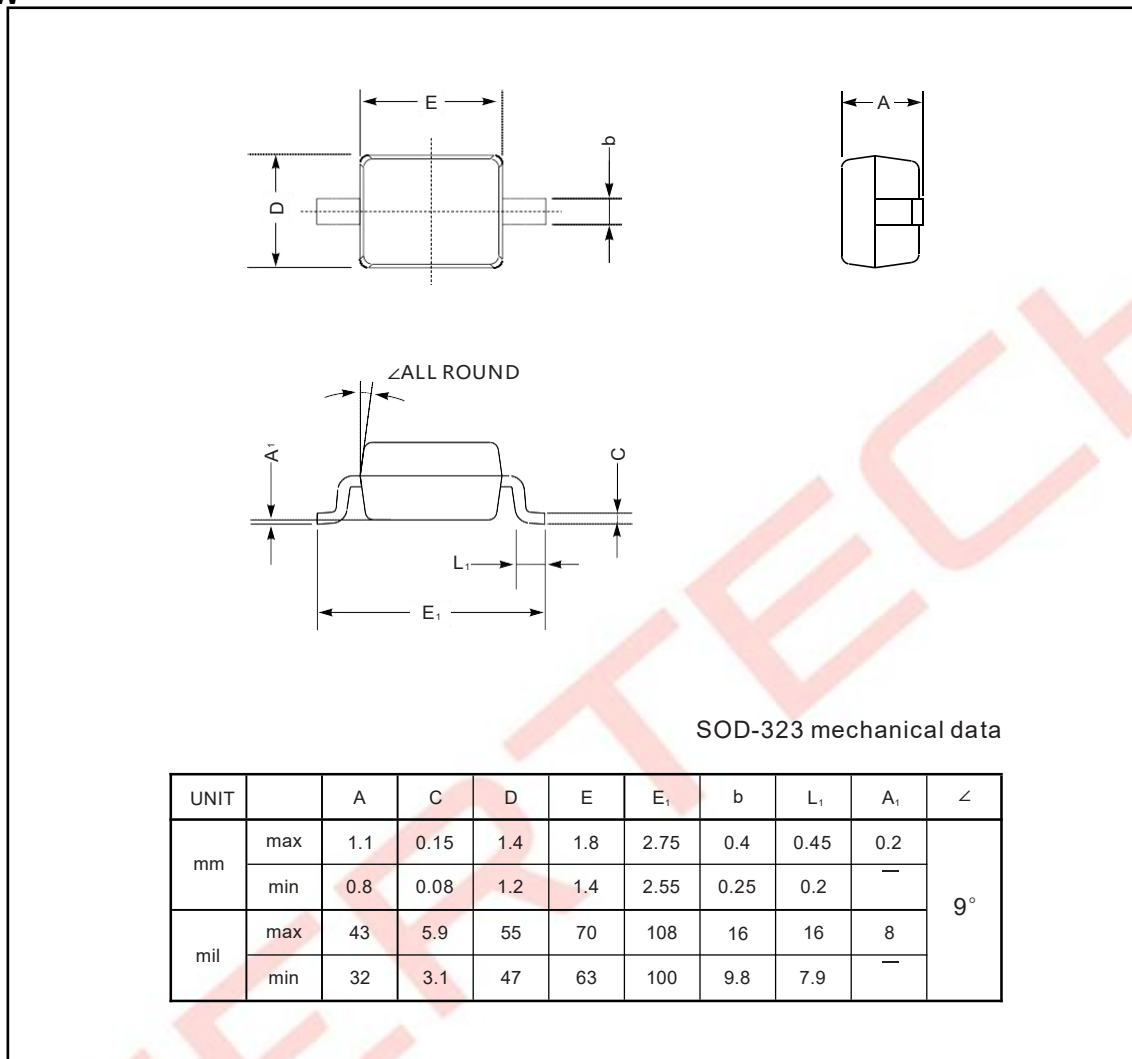 E
A
b
D
∠ALL ROUND
A₁
C
L₁
E₁
SOD-323 mechanical data
UNIT A C D E E₁ b L₁ A₁ ∠
mm max 1.1 0.15 1.4 1.8 2.75 0.4 0.45 0.2 9°
min 0.8 0.08 1.2 1.4 2.55 0.25 0.2 —
mil max 43 5.9 55 70 108 16 16 8
min 32 3.1 47 63 100 9.8 7.9 —